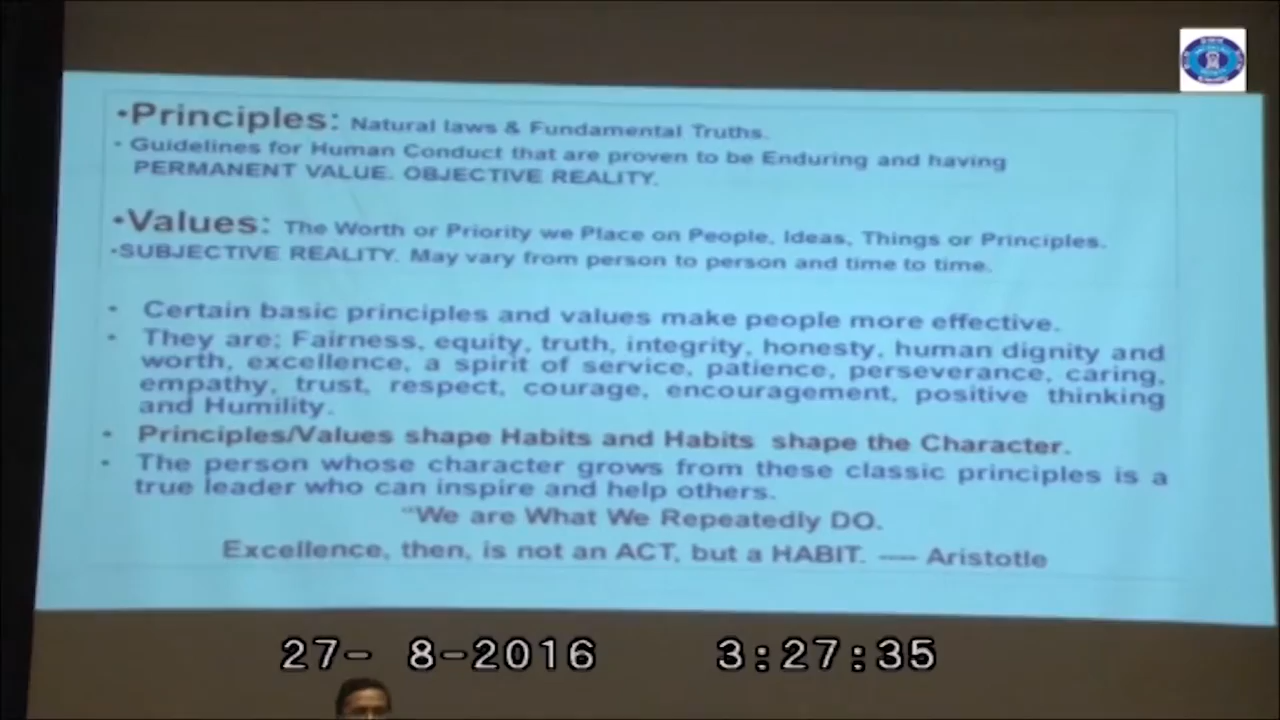 •Principles: Natural laws & Fundamental Truths.
• Guidelines for Human Conduct that are proven to be Enduring and having
PERMANENT VALUE. OBJECTIVE REALITY.
•Values: The Worth or Priority we Place on People, Ideas, Things or Principles.
•SUBJECTIVE REALITY. May vary from person to person and time to time.
• Certain basic principles and values make people more effective.
• They are: Fairness, equity, truth, integrity, honesty, human dignity and
worth, excellence, a spirit of service, patience, perseverance, caring,
empathy, trust, respect, courage, encouragement, positive thinking
and Humility.
• Principles/Values shape Habits and Habits shape the Character.
• The person whose character grows from these classic principles is a
true leader who can inspire and help others.
“We are What We Repeatedly DO.
Excellence, then, is not an ACT, but a HABIT. ---- Aristotle
27- 8-2016 3:27:35